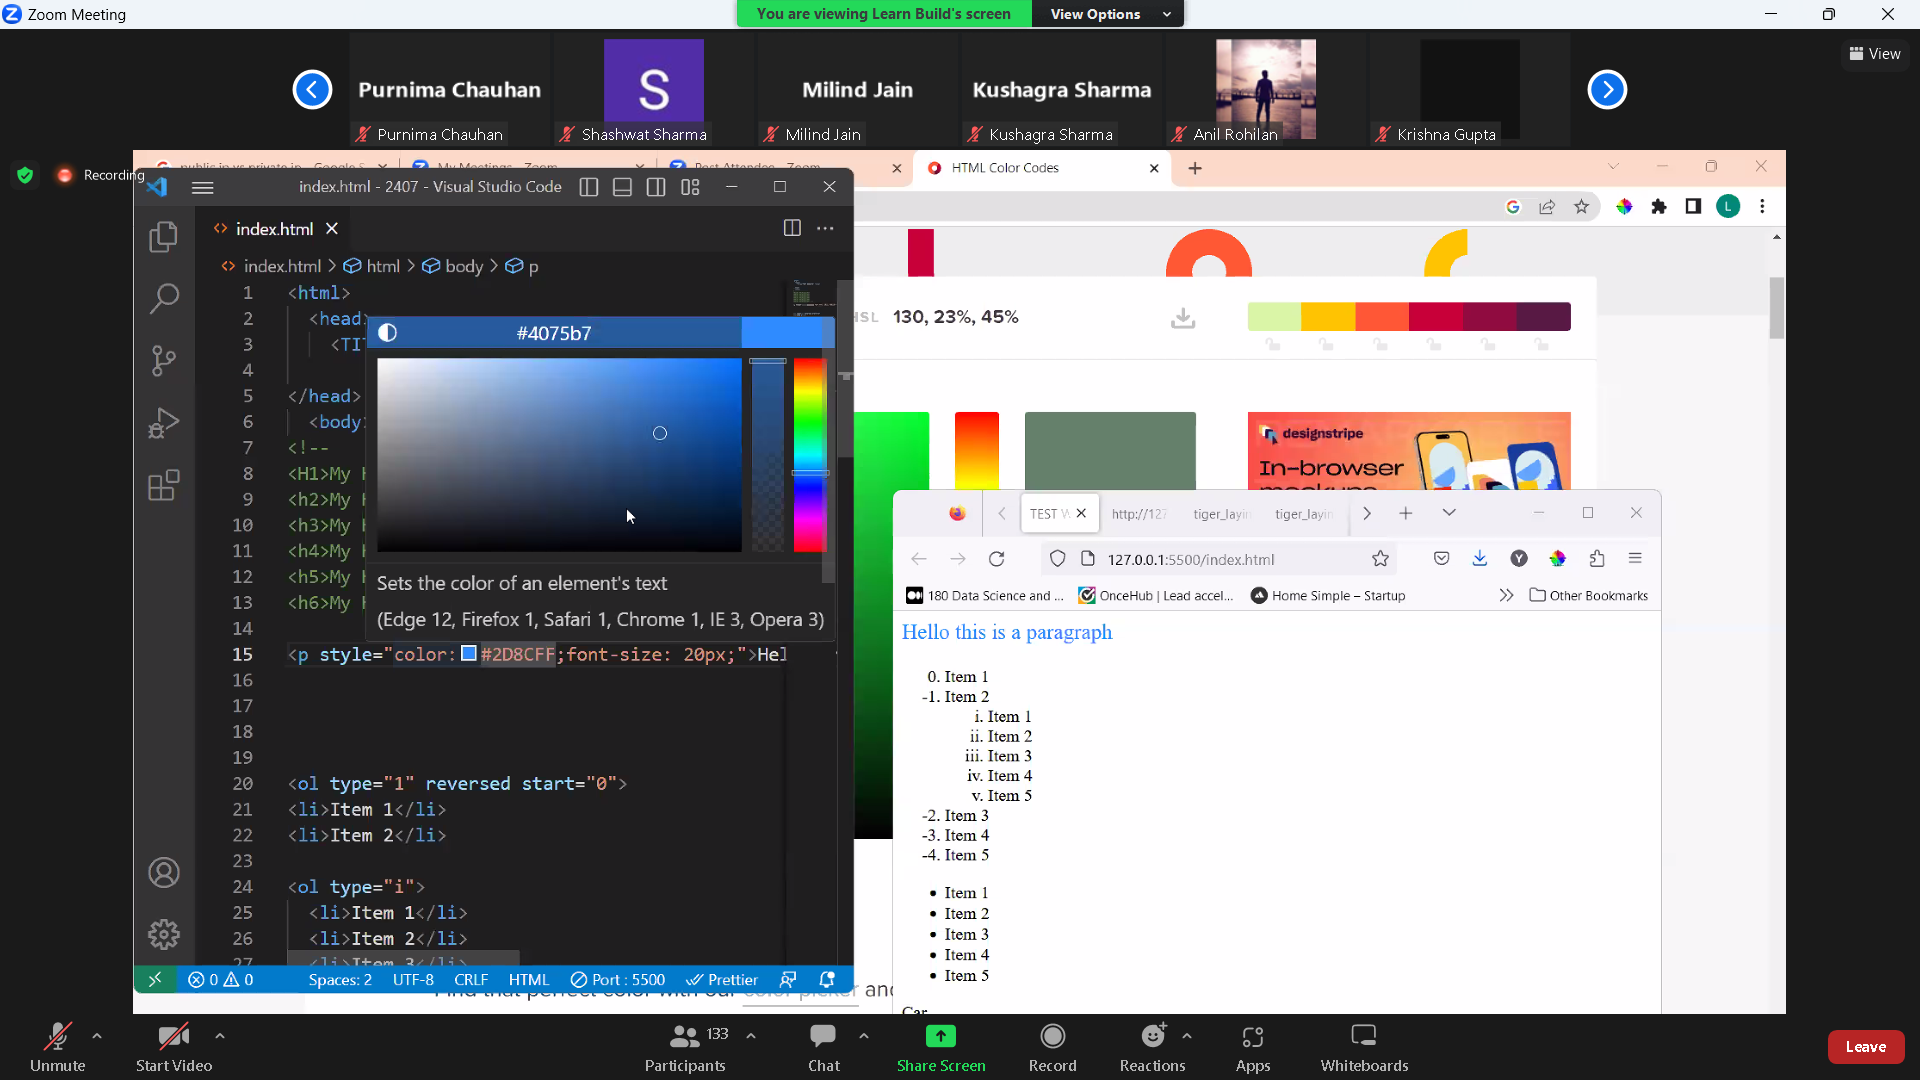 Zoom Meeting
You are viewing Learn Build's screen
View Options
View
Purnima Chauhan
S
Milind Jain
Kushagra Sharma
Purnima Chauhan
Shashwat Sharma
Milind Jain
Kushagra Sharma
Anil Rohilan
Krishna Gupta
Recording
HTML Color Codes
L
HSL 130, 23%, 45%
designstripe
In-browser
mockups
index.html - 2407 - Visual Studio Code
index.html
index.html > html > body > p
1 <html>
2 <head>
3 <TI
4
5 </head>
6 <body>
7 <!--
8 <H1>My
9 <h2>My
10 <h3>My
11 <h4>My
12 <h5>My
13 <h6>My
14
15 <p style="color: #2D8CFF;font-size: 20px;">Hel
16
17
18
19
20 <ol type="1" reversed start="0">
21 <li>Item 1</li>
22 <li>Item 2</li>
23
24 <ol type="i">
25 <li>Item 1</li>
26 <li>Item 2</li>
27 <li>Item 3</li>
#4075b7
Sets the color of an element's text
(Edge 12, Firefox 1, Safari 1, Chrome 1, IE 3, Opera 3)
0 0 Spaces: 2 UTF-8 CRLF HTML Port : 5500 Prettier
Find that perfect color with our color picker and
TEST W http://127 tiger_layin tiger_layin
127.0.0.1:5500/index.html
180 Data Science and ... OnceHub | Lead accel... Home Simple – Startup Other Bookmarks
Hello this is a paragraph
0. Item 1
-1. Item 2
i. Item 1
ii. Item 2
iii. Item 3
iv. Item 4
v. Item 5
-2. Item 3
-3. Item 4
-4. Item 5
• Item 1
• Item 2
• Item 3
• Item 4
• Item 5
Unmute
Start Video
133
Participants
Chat
Share Screen
Record
Reactions
Apps
Whiteboards
Leave